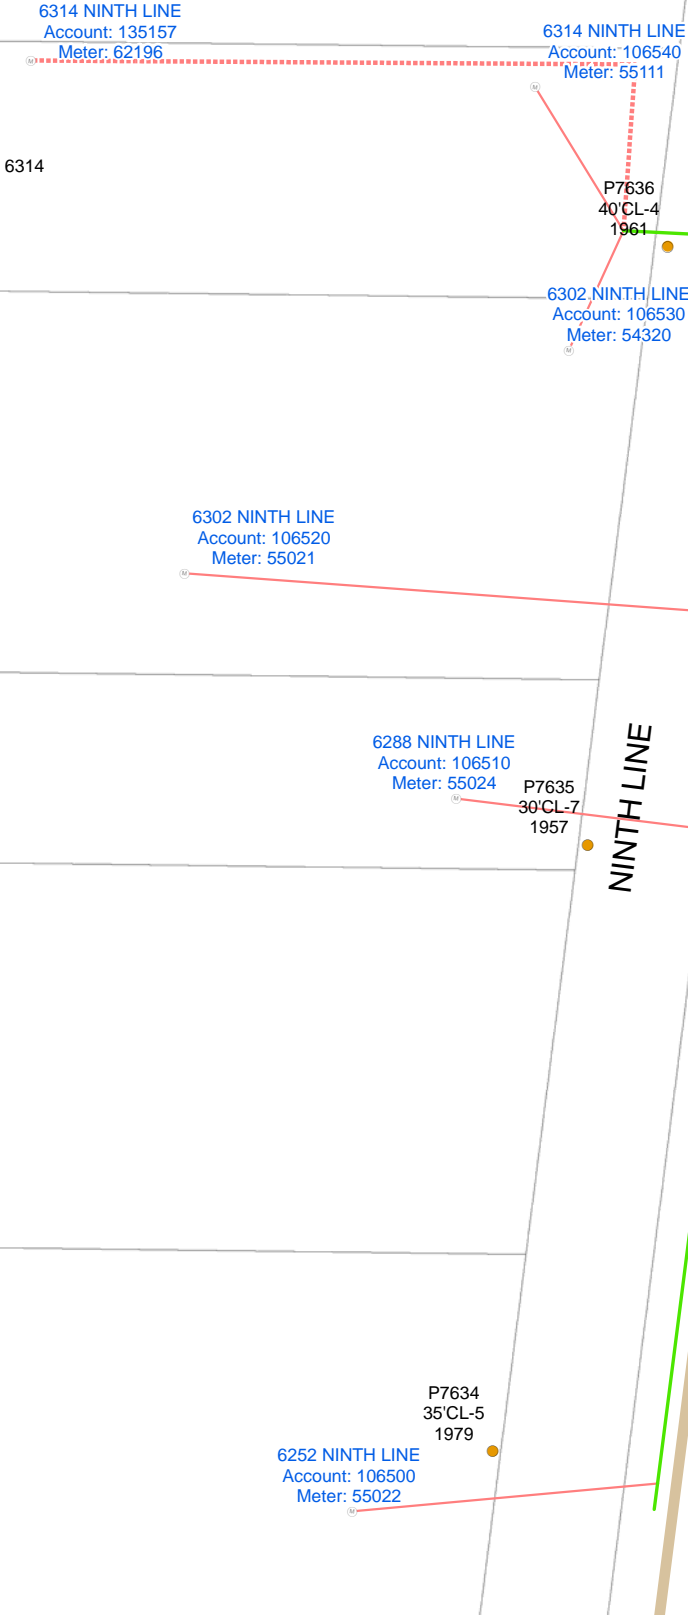 6314 NINTH LINE
Account: 135157
Meter: 62196
6314 NINTH LINE
Account: 106540
Meter: 55111
6314
P7636
40'CL-4
1961
6302 NINTH LINE
Account: 106530
Meter: 54320
6302 NINTH LINE
Account: 106520
Meter: 55021
6288 NINTH LINE
Account: 106510
Meter: 55024
P7635
30'CL-7
1957
NINTH LINE
P7634
35'CL-5
1979
6252 NINTH LINE
Account: 106500
Meter: 55022